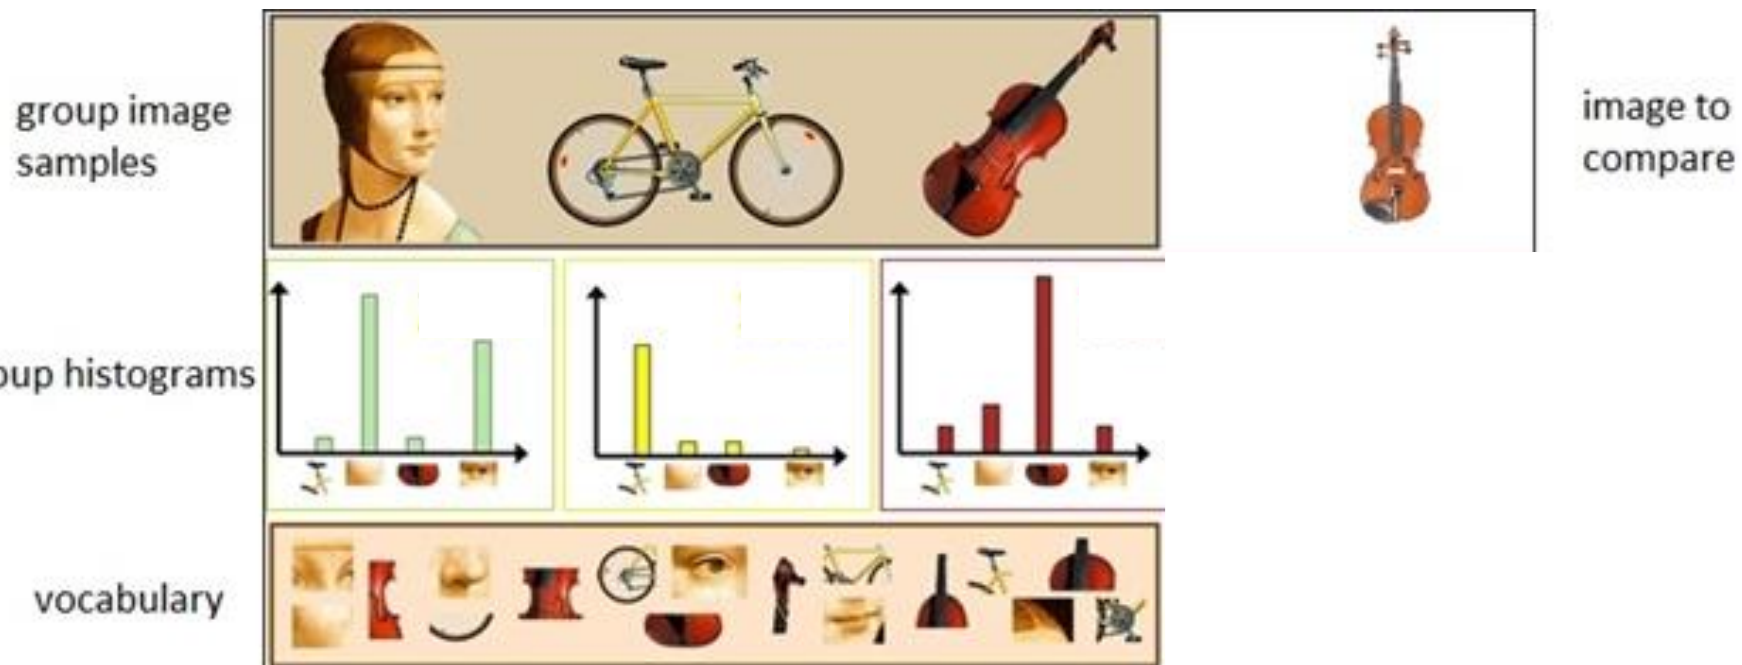 group image
samples
image to
compare
oup histograms
vocabulary